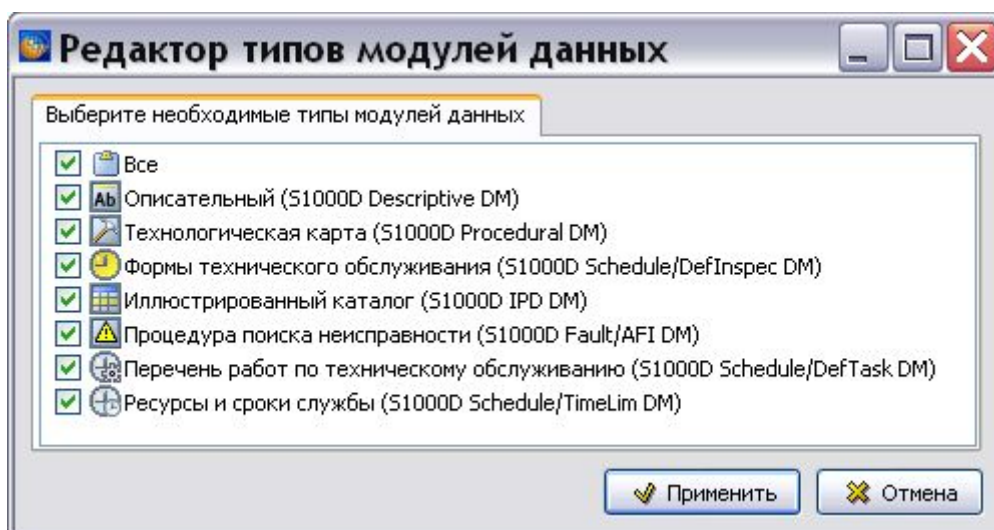 Редактор типов модулей данных
Выберите необходимые типы модулей данных
Все
Ab Описательный (S1000D Descriptive DM)
Технологическая карта (S1000D Procedural DM)
Формы технического обслуживания (S1000D Schedule/DefInspec DM)
Иллюстрированный каталог (S1000D IPD DM)
Процедура поиска неисправности (S1000D Fault/AFI DM)
Перечень работ по техническому обслуживанию (S1000D Schedule/DefTask DM)
Ресурсы и сроки службы (S1000D Schedule/TimeLim DM)
Применить Отмена